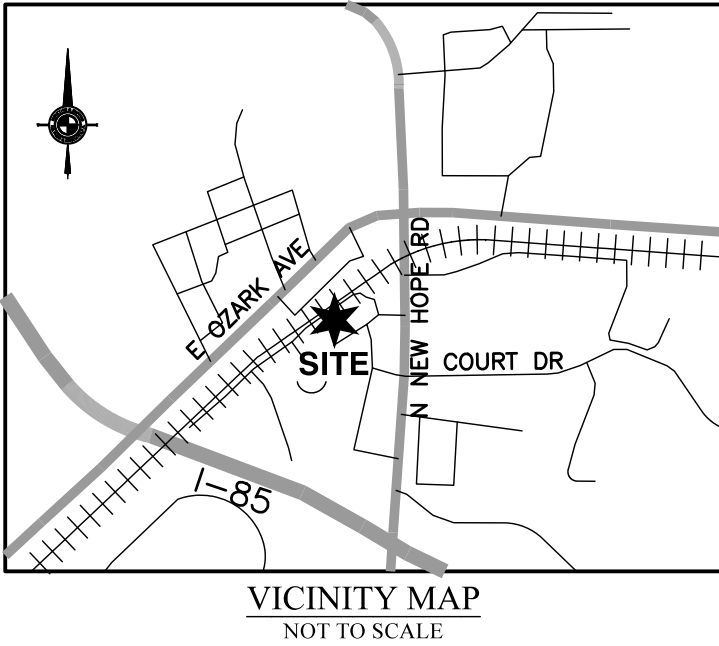 E OZARK AVE
N NEW HOPE RD
SITE
COURT DR
I-85
VICINITY MAP
NOT TO SCALE